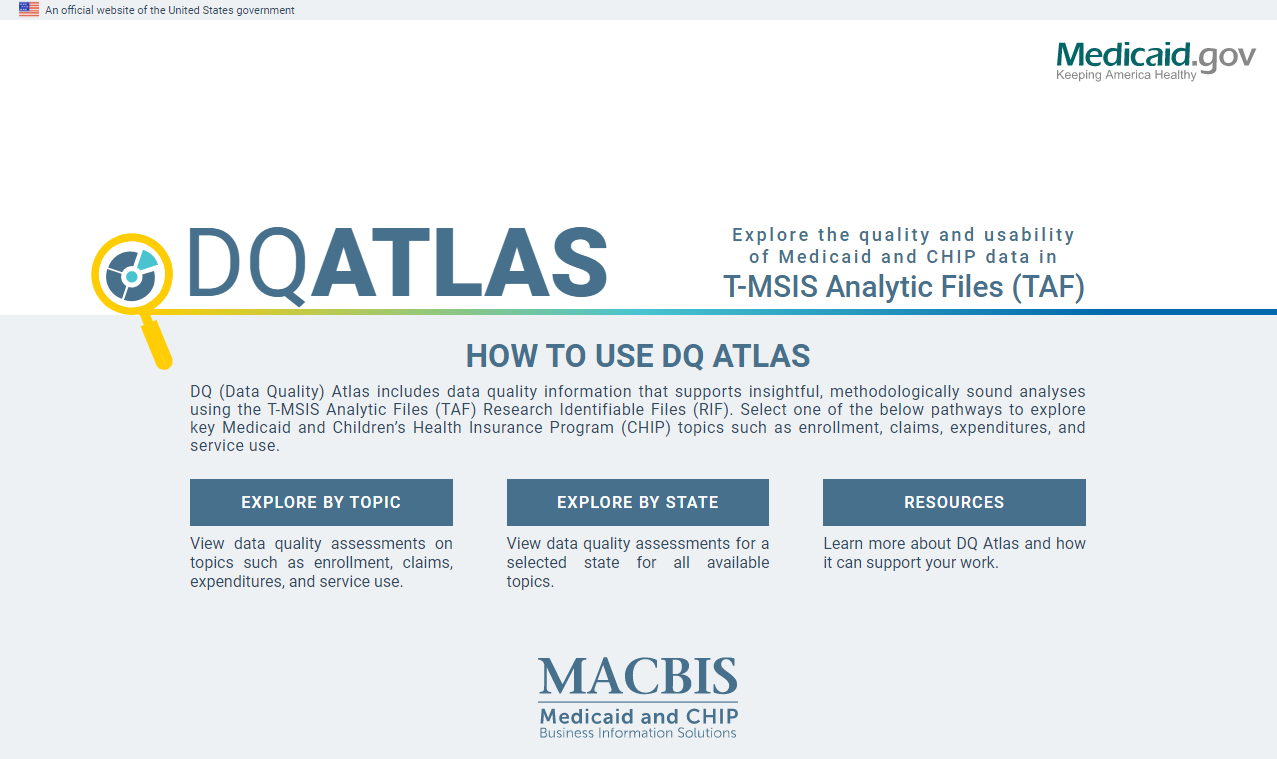 An official website of the United States government
Medicaid.gov
Keeping America Healthy
DQATLAS
Explore the quality and usability
of Medicaid and CHIP data in
T-MSIS Analytic Files (TAF)
HOW TO USE DQ ATLAS
DQ (Data Quality) Atlas includes data quality information that supports insightful, methodologically sound analyses
using the T-MSIS Analytic Files (TAF) Research Identifiable Files (RIF). Select one of the below pathways to explore
key Medicaid and Children’s Health Insurance Program (CHIP) topics such as enrollment, claims, expenditures, and
service use.
EXPLORE BY TOPIC
View data quality assessments on
topics such as enrollment, claims,
expenditures, and service use.
EXPLORE BY STATE
View data quality assessments for a
selected state for all available
topics.
RESOURCES
Learn more about DQ Atlas and how
it can support your work.
MACBIS
Medicaid and CHIP
Business Information Solutions